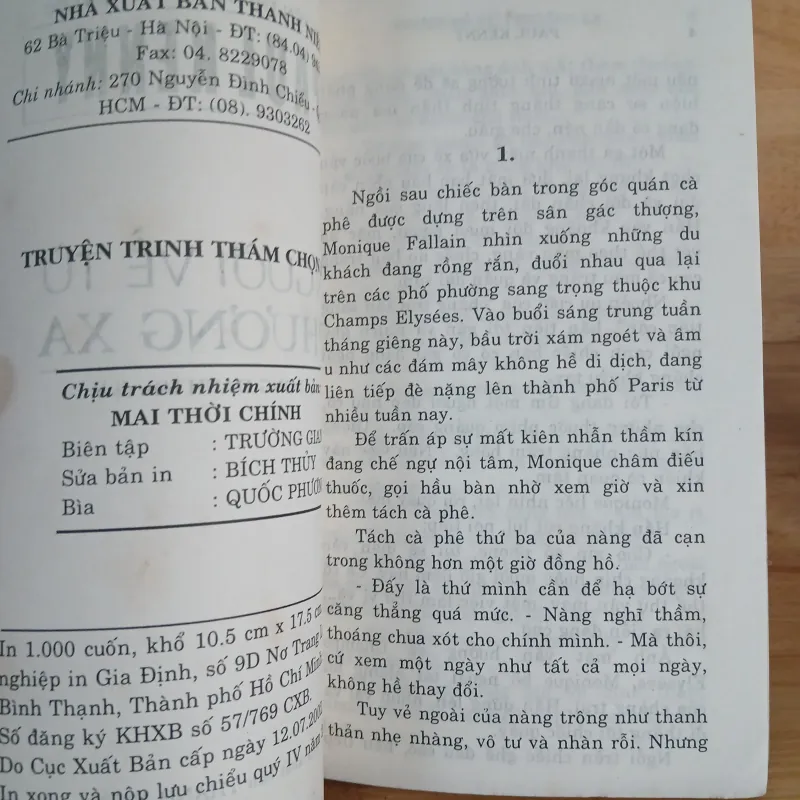 NHÀ XUẤT BẢN THANH
62 Bà Triệu - Hà Nội - ĐT: (84.04)
Fax: 04. 8229078
Chi nhánh: 270 Nguyễn Đình Chiểu -
HCM - ĐT: (08). 9303262
TRUYỆN TRINH THÁM CHỌN
Chịu trách nhiệm xuất bản
MAI THỜI CHÍNH
Biên tập : TRƯỜNG
Sửa bản in : BÍCH THỦY
Bìa : QUỐC
In 1.000 cuốn, khổ 10.5 cm x 17.5
nghiệp in Gia Định, số 9D Nơ Trang
Bình Thạnh, Thành phố Hồ Chí Minh
Số đăng ký KHXB số 57/769 CXB.
Do Cục Xuất Bản cấp ngày
In xong và nộp lưu chiểu quý IV năm
PAUL KENNY
1.
Ngồi sau chiếc bàn trong góc quán cà
phê được dựng trên sân gác thượng,
Monique Fallain nhìn xuống những du
khách đang rồng rắn, đuổi nhau qua lại
trên các phố phường sang trọng thuộc khu
Champs Elysées. Vào buổi sáng trung tuần
tháng giêng này, bầu trời xám ngoét và âm
u như các đám mây không hề di dịch, đang
liên tiếp đè nặng lên thành phố Paris từ
nhiều tuần nay.
Để trấn áp sự mất kiên nhẫn thầm kín
đang chế ngự nội tâm, Monique châm điếu
thuốc, gọi hầu bàn nhờ xem giờ và xin
thêm tách cà phê.
Tách cà phê thứ ba của nàng đã cạn
trong không hơn một giờ đồng hồ.
- Đấy là thứ mình cần để hạ bớt sự
căng thẳng quá mức. - Nàng nghĩ thầm,
thoáng chua xót cho chính mình. - Mà thôi,
cứ xem một ngày như tất cả mọi ngày,
không hề thay đổi.
Tuy vẻ ngoài của nàng trông như thanh
thản nhẹ nhàng, vô tư và nhàn rỗi. Nhưng